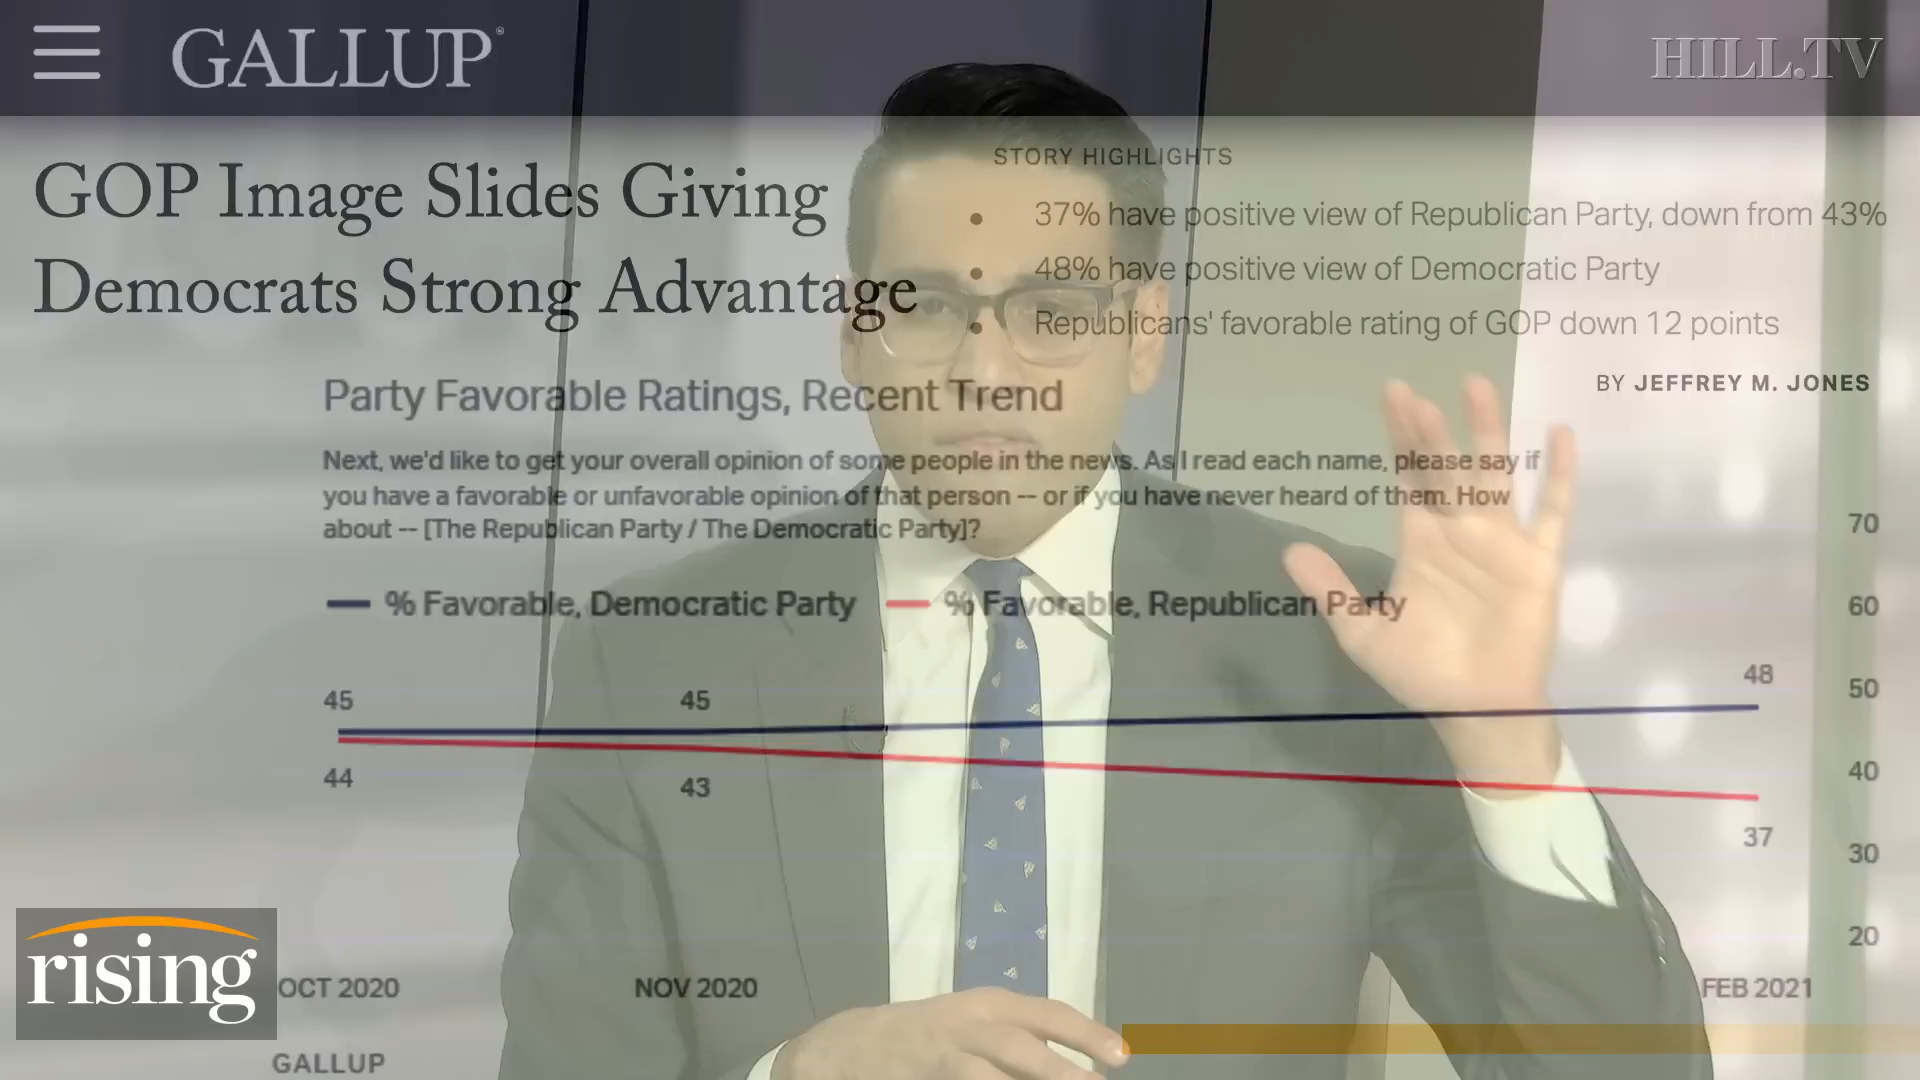 GALLUP
HILL.TV
GOP Image Slides Giving
Democrats Strong Advantage
STORY HIGHLIGHTS
• 37% have positive view of Republican Party, down from 43%
• 48% have positive view of Democratic Party
• Republicans' favorable rating of GOP down 12 points
BY JEFFREY M. JONES
Party Favorable Ratings, Recent Trend
Next, we'd like to get your overall opinion of some people in the news. As I read each name, please say if
you have a favorable or unfavorable opinion of that person -- or if you have never heard of them. How
about -- [The Republican Party / The Democratic Party]?
% Favorable, Democratic Party % Favorable, Republican Party
70
60
50
40
30
20
45 45 48
44 43 37
OCT 2020 NOV 2020 FEB 2021
GALLUP
rising